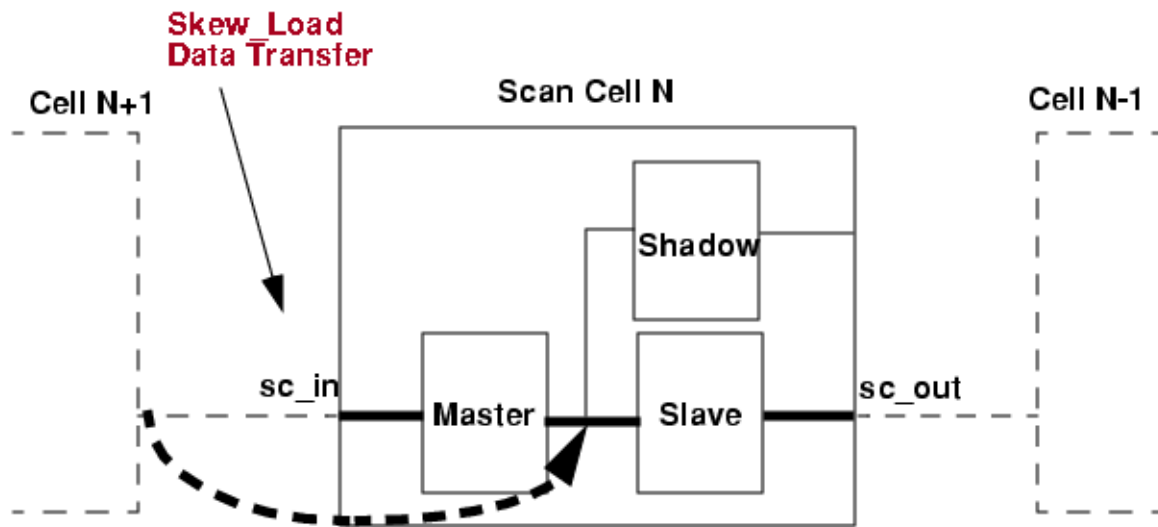 Skew_Load
Data Transfer
Cell N+1
Scan Cell N
Cell N-1
Shadow
sc_in
Master
Slave
sc_out